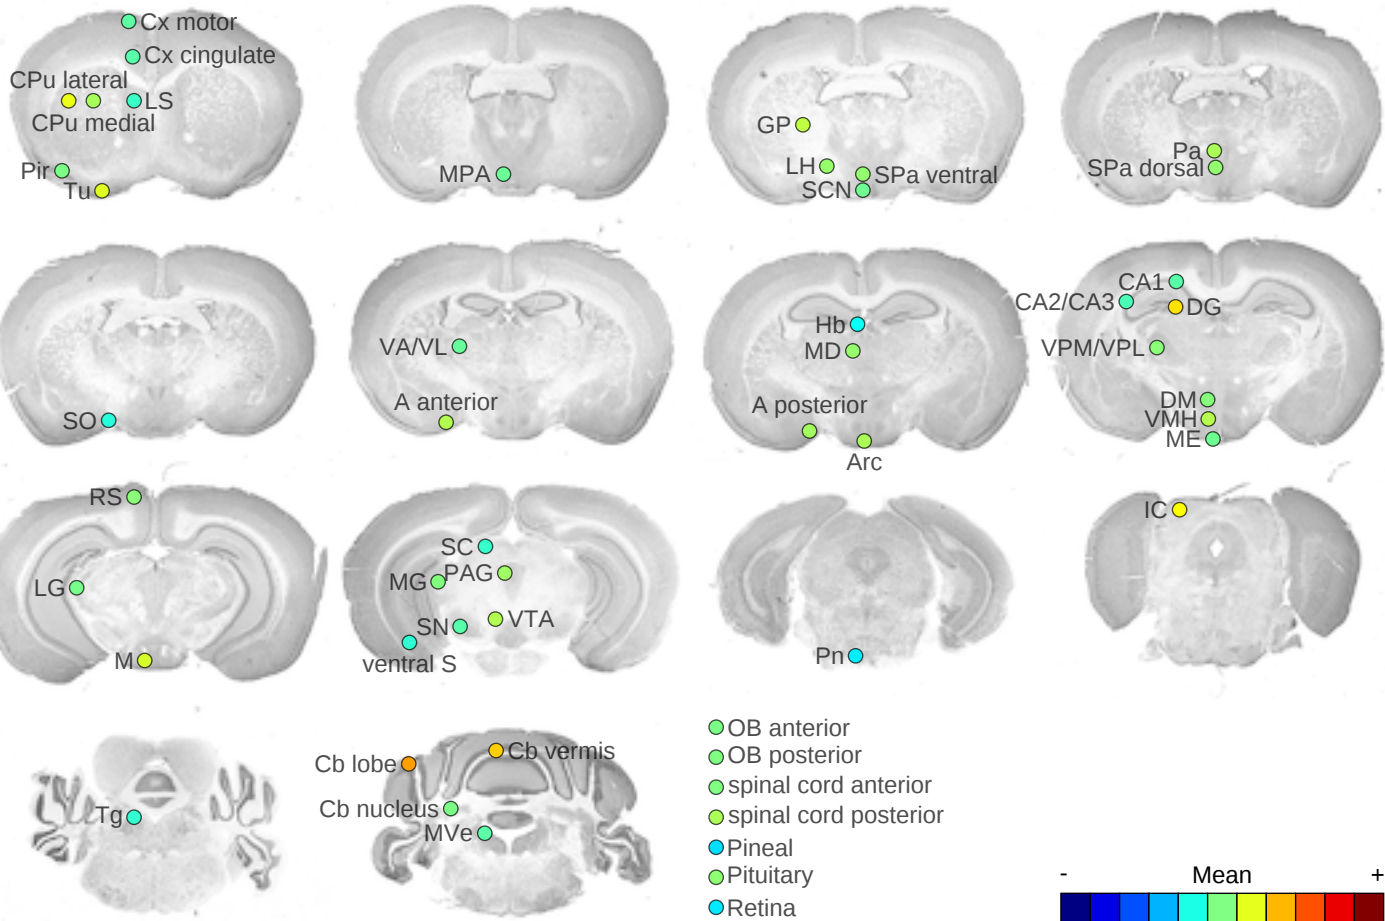 Cx motor
Cx cingulate
CPu lateral
LS
CPu medial
Pir
Tu
MPA
GP
LH
SPa ventral
SCN
Pa
SPa dorsal
SO
VA/VL
A anterior
Hb
MD
A posterior
Arc
CA1
CA2/CA3
DG
VPM/VPL
DM
VMH
ME
RS
LG
M
SC
MG
PAG
SN
VTA
ventral S
Pn
IC
Tg
Cb lobe
Cb vermis
Cb nucleus
MVe
OB anterior
OB posterior
spinal cord anterior
spinal cord posterior
Pineal
Pituitary
Retina
- Mean +